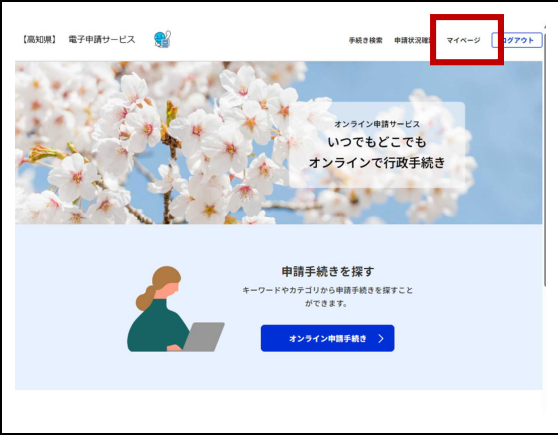 【高知県】 電子申請サービス
手続き検索 申請状況確 マイページ ログアウト
オンライン申請サービス
いつでもどこでも
オンラインで行政手続き
申請手続きを探す
キーワードやカテゴリから申請手続きを探すこと
ができます。
オンライン申請手続き